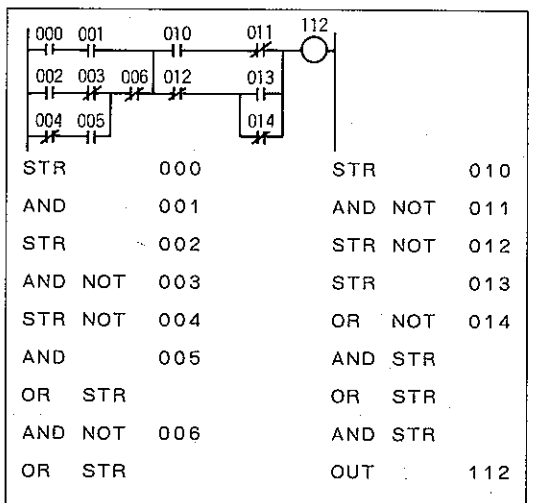 112
000 001 010 011
002 003 006 012 013
004 005 014
STR 000
AND 001
STR 002
AND NOT 003
STR NOT 004
AND 005
OR STR
AND NOT 006
OR STR
STR 010
AND NOT 011
STR NOT 012
STR 013
OR NOT 014
AND STR
OR STR
AND STR
OUT 112